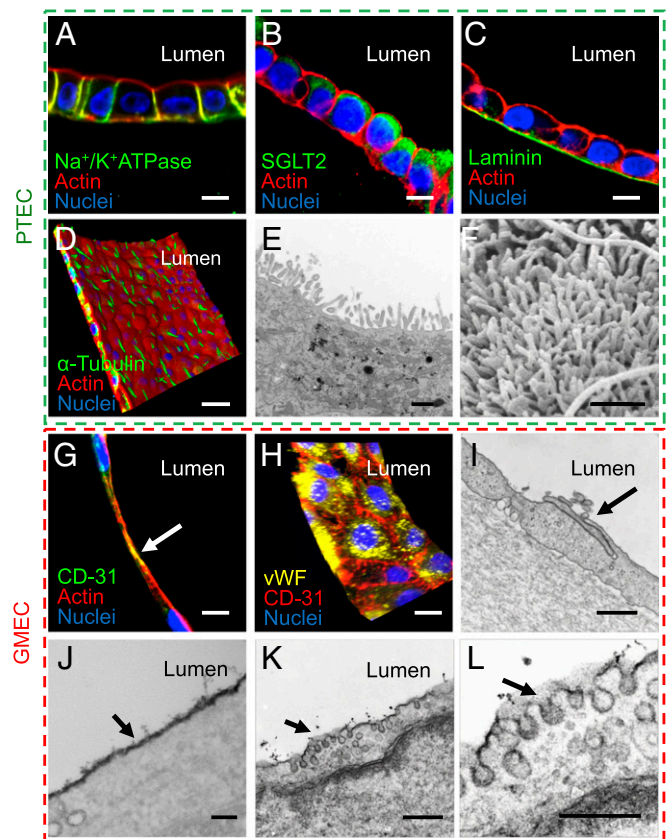 PTEC
A
Lumen
Na⁺/K⁺ATPase
Actin
Nuclei
B
Lumen
SGLT2
Actin
Nuclei
C
Lumen
Laminin
Actin
Nuclei
D
Lumen
α-Tubulin
Actin
Nuclei
E
F
GMEC
G
Lumen
CD-31
Actin
Nuclei
H
Lumen
vWF
CD-31
Nuclei
I
Lumen
J
Lumen
K
Lumen
L